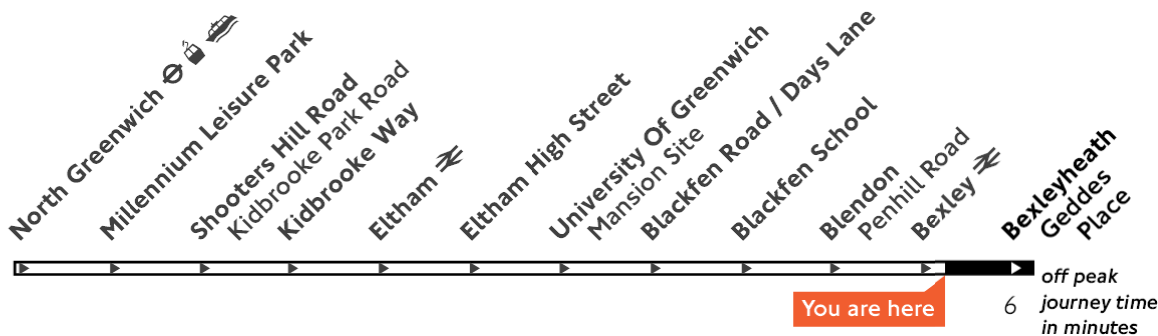 North Greenwich
Millennium Leisure Park
Shooters Hill Road
Kidbrooke Park Road
Kidbrooke Way
Eltham
Eltham High Street
University Of Greenwich
Mansion Site
Blackfen Road / Days Lane
Blackfen School
Blendon
Penhill Road
Bexley
Bexleyheath
Geddes
Place
You are here
6
off peak
journey time
in minutes